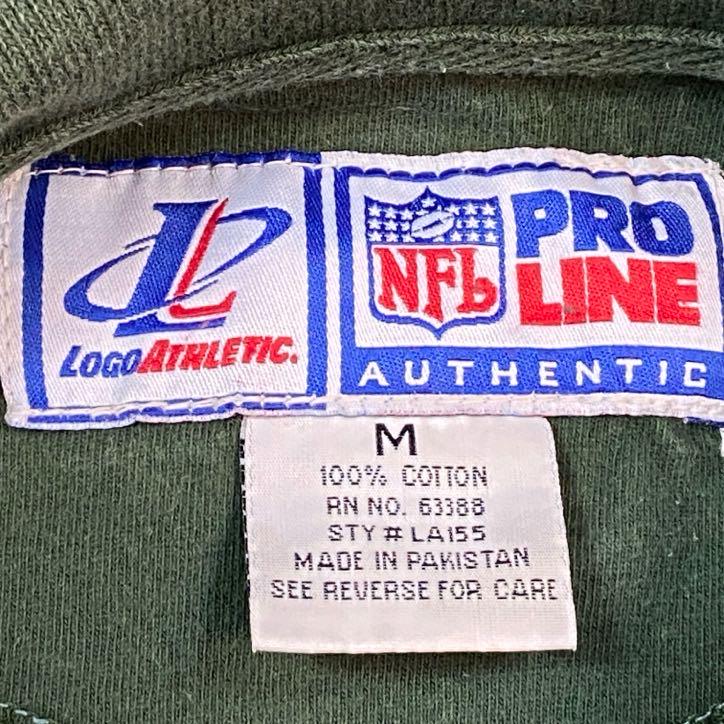 L
LOGOATHLETIC.
NFL
PRO
LINE
AUTHENTIC
M
100% COTTON
RN NO. 63388
STY # LA155
MADE IN PAKISTAN
SEE REVERSE FOR CARE